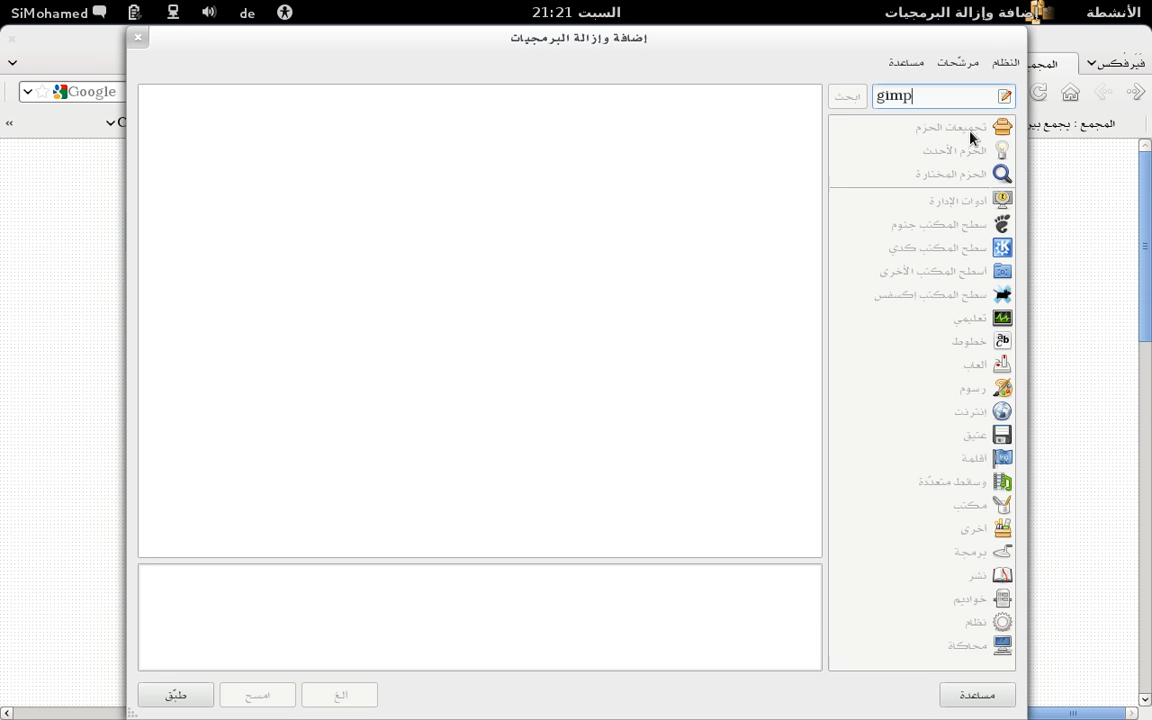 الأنشطة
إضافة وإزالة البرمجيات
السبت 21:21
de
SiMohamed
إضافة وإزالة البرمجيات
النظام
مرشّحات
مساعدة
gimp
ابحث
تجميعات الحزم
الحزم الأحدث
الحزم المختارة
أدوات الإدارة
سطح المكتب جنوم
سطح المكتب كدي
أسطح المكتب الأخرى
سطح المكتب إكسفس
تعليمي
خطوط
ألعاب
رسوم
إنترنت
عتيق
أقلمة
وسائط متعدّدة
مكتب
أخرى
برمجة
نشر
خواديم
نظام
محاكاة
مساعدة
الغ
امسح
طبّق
فَيَرفُكس
المجمع
Google
المجمع : يجمع بين